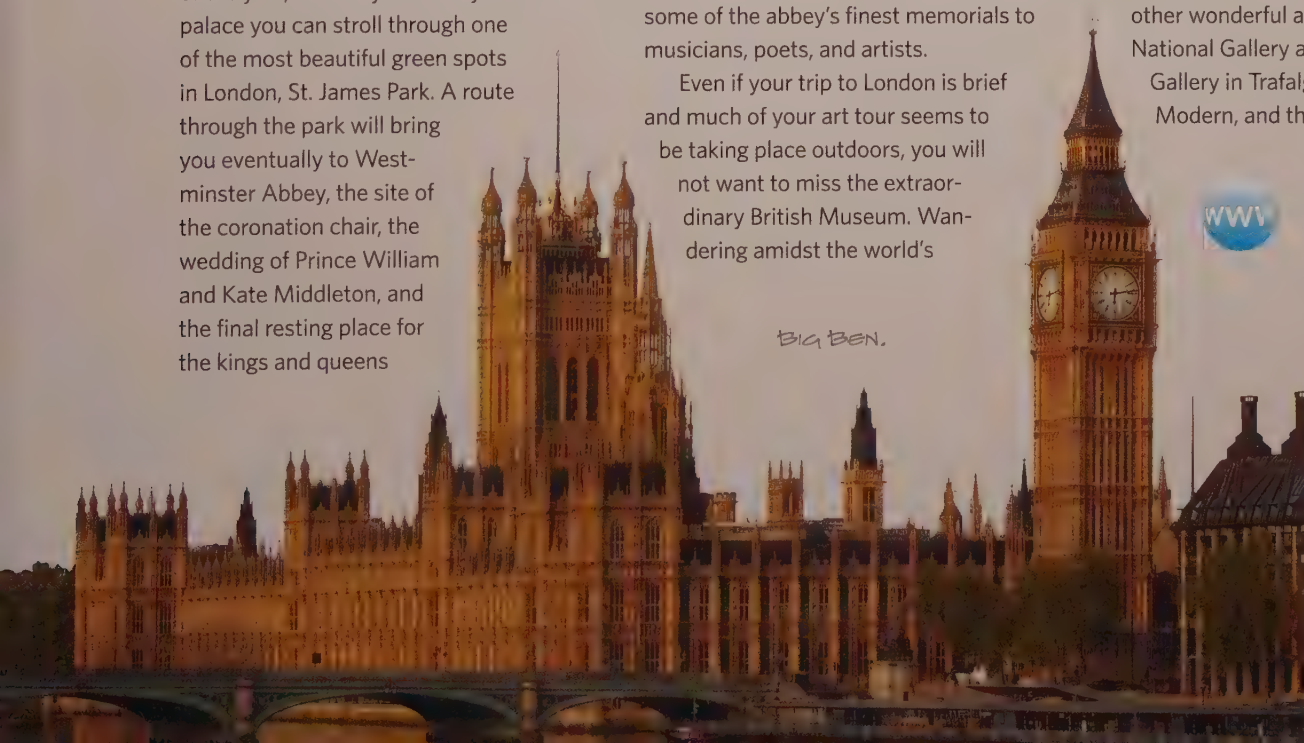 palace you can stroll through one
of the most beautiful green spots
in London, St. James Park. A route
through the park will bring
you eventually to West-
minster Abbey, the site of
the coronation chair, the
wedding of Prince William
and Kate Middleton, and
the final resting place for
the kings and queens
some of the abbey's finest memorials to
musicians, poets, and artists.
Even if your trip to London is brief
and much of your art tour seems to
be taking place outdoors, you will
not want to miss the extraor-
dinary British Museum. Wan-
dering amidst the world's
BIG BEN.
other wonderful a
National Gallery a
Gallery in Trafalg
Modern, and th
WWW